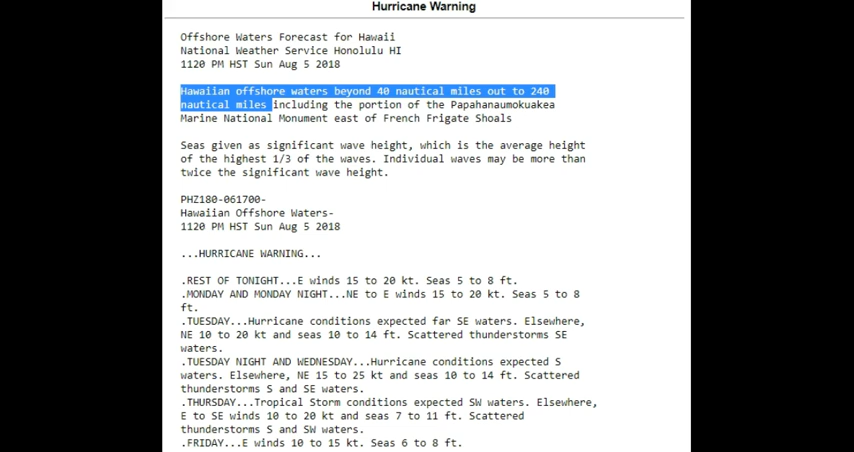 Hurricane Warning
Offshore Waters Forecast for Hawaii
National Weather Service Honolulu HI
1120 PM HST Sun Aug 5 2018
Hawaiian offshore waters beyond 40 nautical miles out to 240
nautical miles including the portion of the Papahanaumokuakea
Marine National Monument east of French Frigate Shoals
Seas given as significant wave height, which is the average height
of the highest 1/3 of the waves. Individual waves may be more than
twice the significant wave height.
PHZ180-061700-
Hawaiian Offshore Waters-
1120 PM HST Sun Aug 5 2018
...HURRICANE WARNING...
.REST OF TONIGHT...E winds 15 to 20 kt. Seas 5 to 8 ft.
.MONDAY AND MONDAY NIGHT...NE to E winds 15 to 20 kt. Seas 5 to 8
ft.
.TUESDAY...Hurricane conditions expected far SE waters. Elsewhere,
NE 10 to 20 kt and seas 10 to 14 ft. Scattered thunderstorms SE
waters.
.TUESDAY NIGHT AND WEDNESDAY...Hurricane conditions expected S
waters. Elsewhere, NE 15 to 25 kt and seas 10 to 14 ft. Scattered
thunderstorms S and SE waters.
.THURSDAY...Tropical Storm conditions expected SW waters. Elsewhere,
E to SE winds 10 to 20 kt and seas 7 to 11 ft. Scattered
thunderstorms S and SW waters.
.FRIDAY...E winds 10 to 15 kt. Seas 6 to 8 ft.